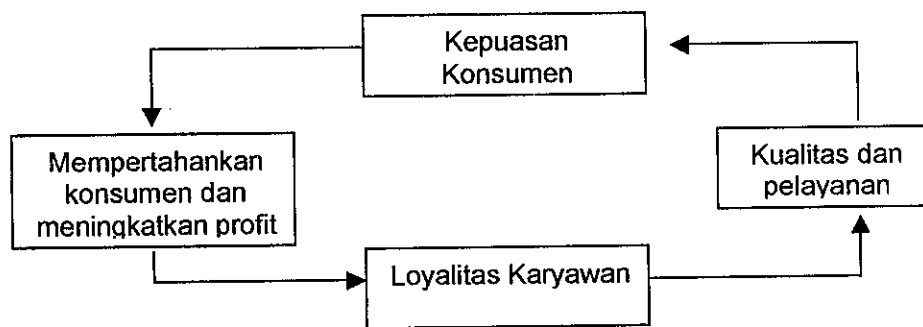 Kepuasan
Konsumen
Mempertahankan
konsumen dan
meningkatkan profit
Kualitas dan
pelayanan
Loyalitas Karyawan